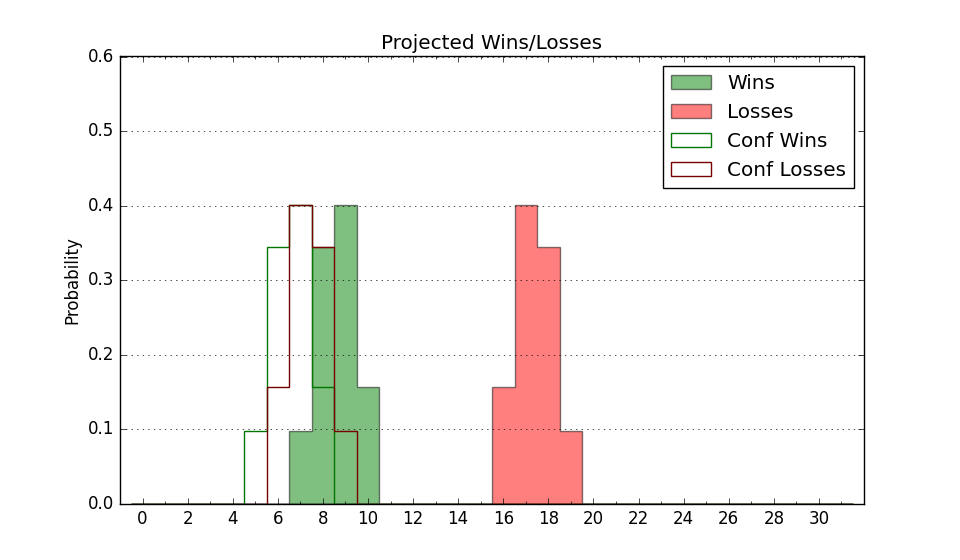 Projected Wins/Losses
0.6
0.5
0.4
0.3
0.2
0.1
0.0
Probability
Wins
Losses
Conf Wins
Conf Losses
0 2 4 6 8 10 12 14 16 18 20 22 24 26 28 30